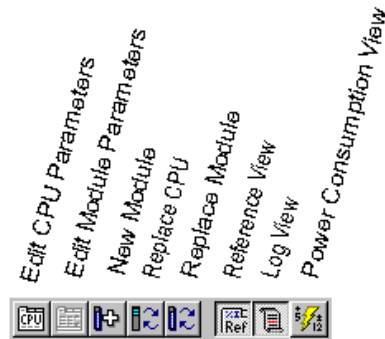 Edit CPU Parameters
Edit Module Parameters
New Module
Replace CPU
Replace Module
Reference View
Log View
Power Consumption View
CPU
Ref